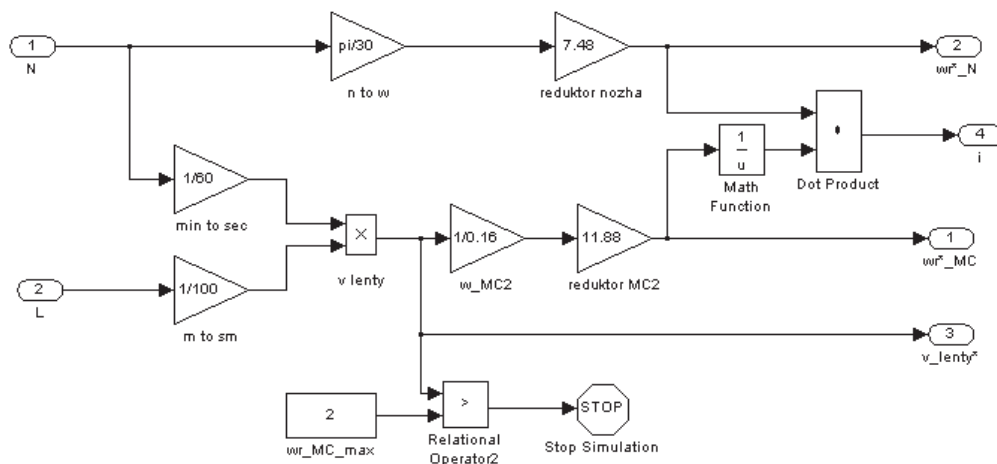 1
N
pi/30
n to w
7.48
reduktor nozha
2
wr*_N
1/60
min to sec
1
u
Math
Function
Dot Product
4
i
2
L
1/100
m to sm
×
v lenty
1/0.16
w_MC2
11.88
reduktor MC2
1
wr*_MC
3
v_lenty*
2
wr_MC_max
>
Relational
Operator2
STOP
Stop Simulation